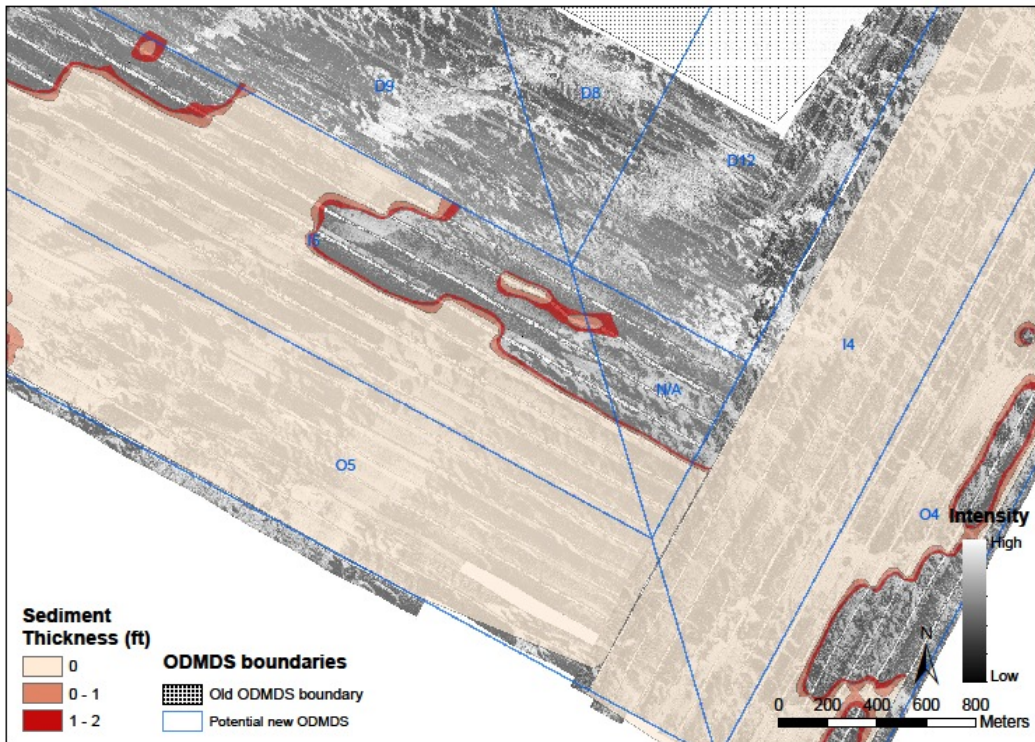 D9
D8
D12
I5
I4
N/A
O5
O4
Intensity
High
Low
N
Sediment
Thickness (ft)
0
0 - 1
1 - 2
ODMDS boundaries
Old ODMDS boundary
Potential new ODMDS
0 200 400 600 800
Meters